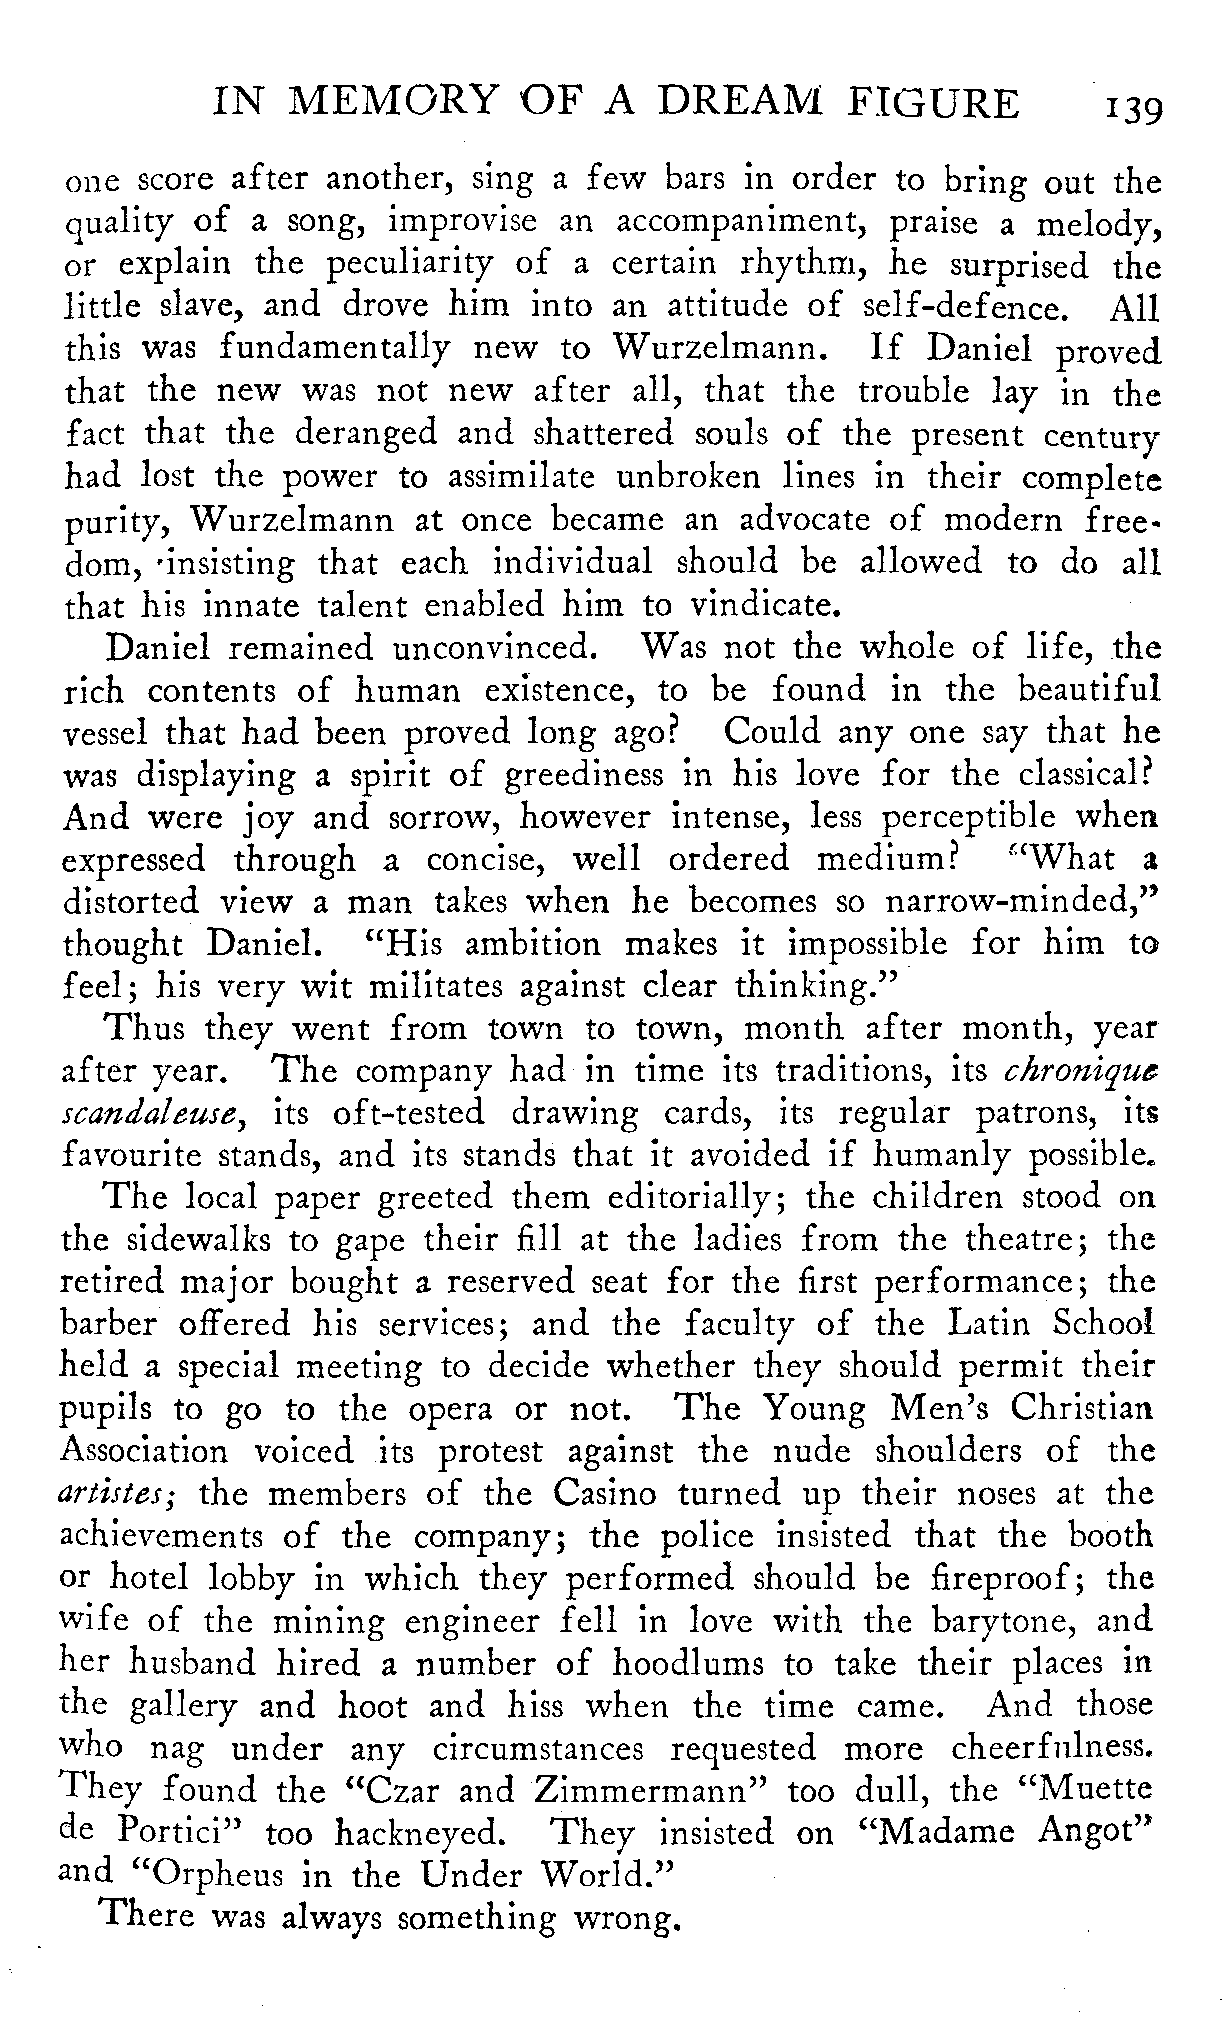 IN MEMORY OF A DREAM FIGURE 139
one score after another, sing a few bars in order to bring out the
quality of a song, improvise an accompaniment, praise a melody,
or explain the peculiarity of a certain rhythm, he surprised the
little slave, and drove him into an attitude of self-defence. All
this was fundamentally new to Wurzelmann. If Daniel proved
that the new was not new after all, that the trouble lay in the
fact that the deranged and shattered souls of the present century
had lost the power to assimilate unbroken lines in their complete
purity, Wurzelmann at once became an advocate of modern free-
dom, insisting that each individual should be allowed to do all
that his innate talent enabled him to vindicate.
Daniel remained unconvinced. Was not the whole of life, the
rich contents of human existence, to be found in the beautiful
vessel that had been proved long ago? Could any one say that he
was displaying a spirit of greediness in his love for the classical?
And were joy and sorrow, however intense, less perceptible when
expressed through a concise, well ordered medium? "What a
distorted view a man takes when he becomes so narrow-minded,"
thought Daniel. "His ambition makes it impossible for him to
feel; his very wit militates against clear thinking."
Thus they went from town to town, month after month, year
after year. The company had in time its traditions, its chronique
scandaleuse, its oft-tested drawing cards, its regular patrons, its
favourite stands, and its stands that it avoided if humanly possible.
The local paper greeted them editorially; the children stood on
the sidewalks to gape their fill at the ladies from the theatre; the
retired major bought a reserved seat for the first performance; the
barber offered his services; and the faculty of the Latin School
held a special meeting to decide whether they should permit their
pupils to go to the opera or not. The Young Men's Christian
Association voiced its protest against the nude shoulders of the
artistes; the members of the Casino turned up their noses at the
achievements of the company; the police insisted that the booth
or hotel lobby in which they performed should be fireproof; the
wife of the mining engineer fell in love with the barytone, and
her husband hired a number of hoodlums to take their places in
the gallery and hoot and hiss when the time came. And those
who nag under any circumstances requested more cheerfulness.
They found the "Czar and Zimmermann" too dull, the "Muette
de Portici" too hackneyed. They insisted on "Madame Angot"
and "Orpheus in the Under World."
There was always something wrong.